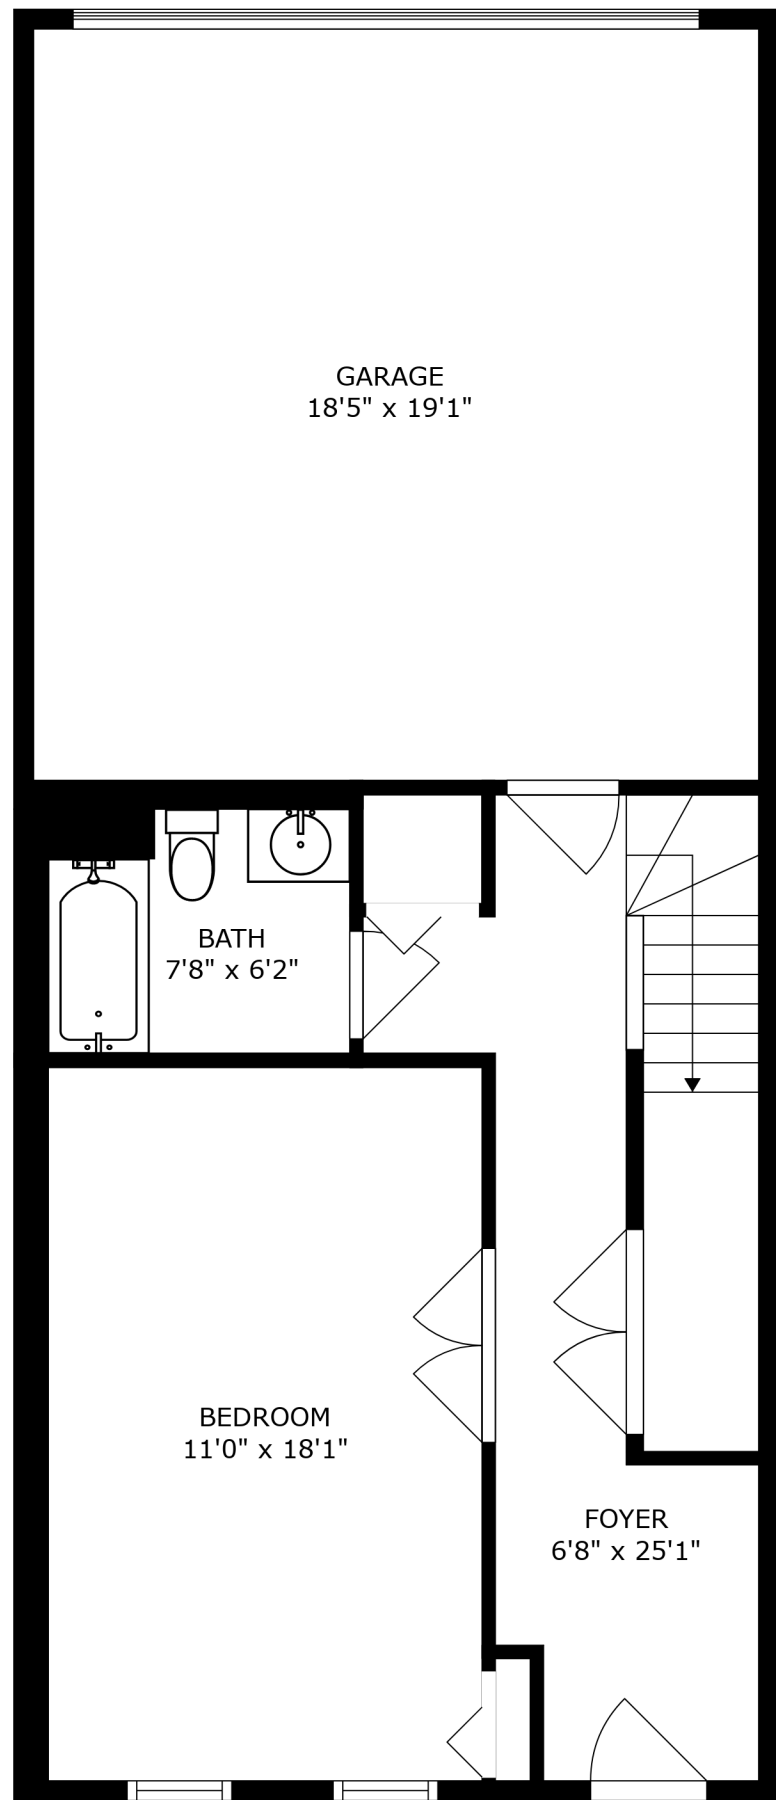 GARAGE
18'5" x 19'1"
BATH
7'8" x 6'2"
BEDROOM
11'0" x 18'1"
FOYER
6'8" x 25'1"